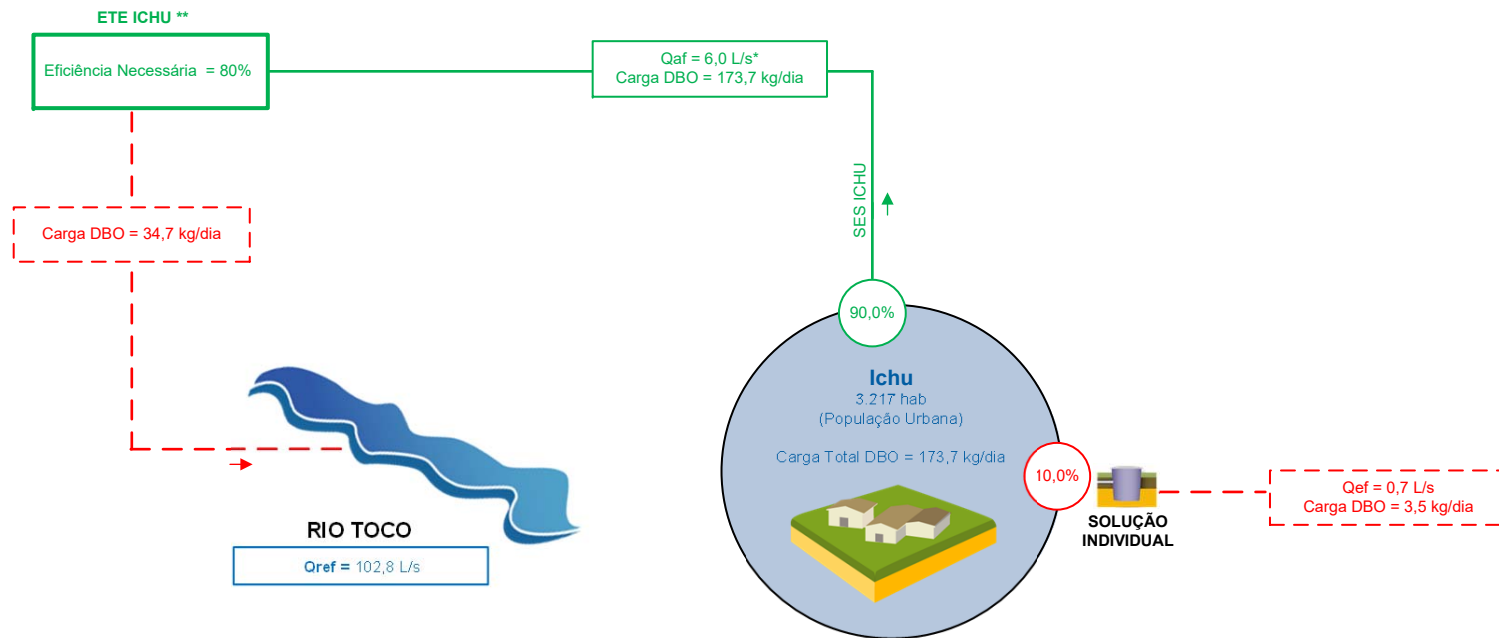 ETE ICHU **
Eficiência Necessária = 80%
Qaf = 6,0 L/s*
Carga DBO = 173,7 kg/dia
SES ICHU
Carga DBO = 34,7 kg/dia
90,0%
Ichu
3.217 hab
(População Urbana)
Carga Total DBO = 173,7 kg/dia
10,0%
SOLUÇÃO
INDIVIDUAL
Qef = 0,7 L/s
Carga DBO = 3,5 kg/dia
RIO TOCO
Qref = 102,8 L/s